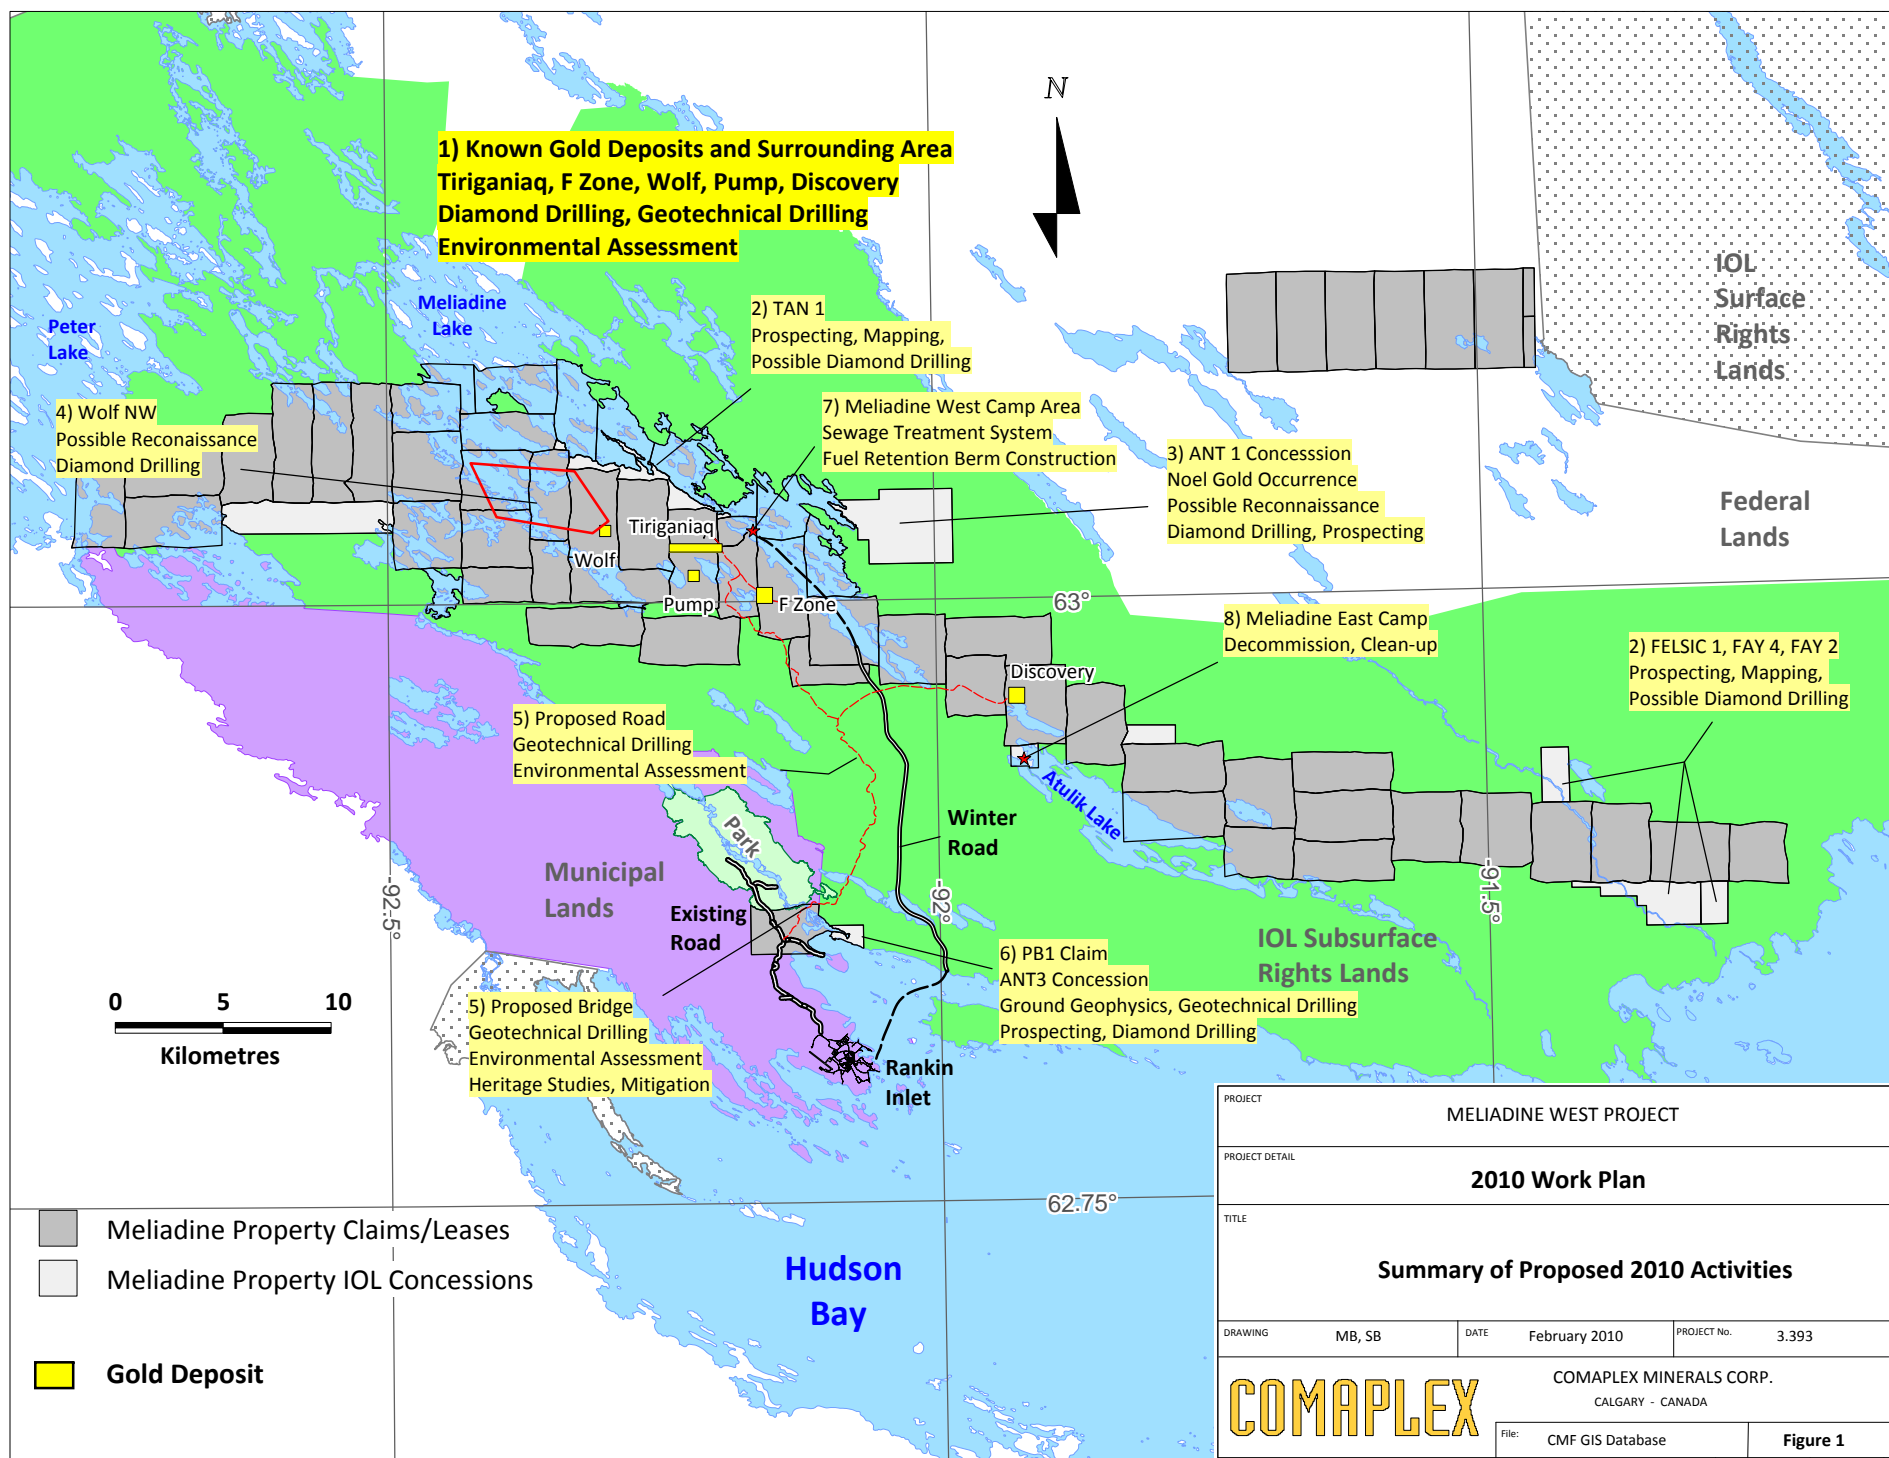 N
1) Known Gold Deposits and Surrounding Area
Tiriganiaq, F Zone, Wolf, Pump, Discovery
Diamond Drilling, Geotechnical Drilling
Environmental Assessment
IOL
Surface
Rights
Lands
Meliadine
Lake
Peter
Lake
2) TAN 1
Prospecting, Mapping,
Possible Diamond Drilling
4) Wolf NW
Possible Reconaissance
Diamond Drilling
7) Meliadine West Camp Area
Sewage Treatment System
Fuel Retention Berm Construction
3) ANT 1 Concesssion
Noel Gold Occurrence
Possible Reconnaissance
Diamond Drilling, Prospecting
Federal
Lands
Tiriganiaq
Wolf
Pump
F Zone
63°
8) Meliadine East Camp
Decommission, Clean-up
2) FELSIC 1, FAY 4, FAY 2
Prospecting, Mapping,
Possible Diamond Drilling
Discovery
5) Proposed Road
Geotechnical Drilling
Environmental Assessment
Atulik Lake
Winter
Road
Park
Municipal
Lands
-92.5°
-92°
-91.5°
Existing
Road
IOL Subsurface
Rights Lands
6) PB1 Claim
ANT3 Concession
Ground Geophysics, Geotechnical Drilling
Prospecting, Diamond Drilling
0 5 10
Kilometres
5) Proposed Bridge
Geotechnical Drilling
Environmental Assessment
Heritage Studies, Mitigation
Rankin
Inlet
62.75°
Hudson
Bay
Meliadine Property Claims/Leases
Meliadine Property IOL Concessions
Gold Deposit
PROJECT
MELIADINE WEST PROJECT
PROJECT DETAIL
2010 Work Plan
TITLE
Summary of Proposed 2010 Activities
DRAWING MB, SB DATE February 2010 PROJECT No. 3.393
COMAPLEX
COMAPLEX MINERALS CORP.
CALGARY - CANADA
File: CMF GIS Database Figure 1